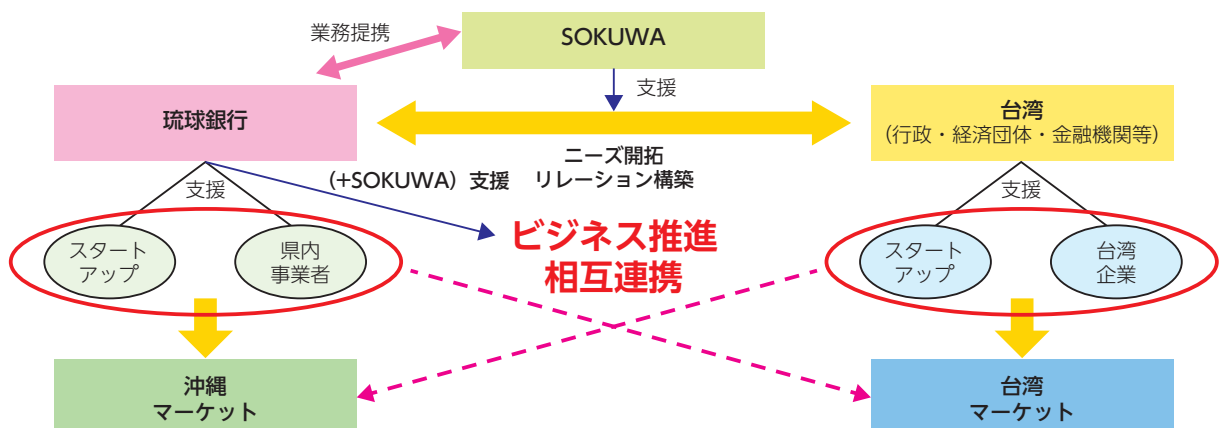 業務提携
SOKUWA
支援
琉球銀行
台湾
(行政・経済団体・金融機関等)
ニーズ開拓
リレーション構築
支援
(+SOKUWA) 支援
支援
ビジネス推進
相互連携
スタート
アップ
県内
事業者
スタート
アップ
台湾
企業
沖縄
マーケット
台湾
マーケット